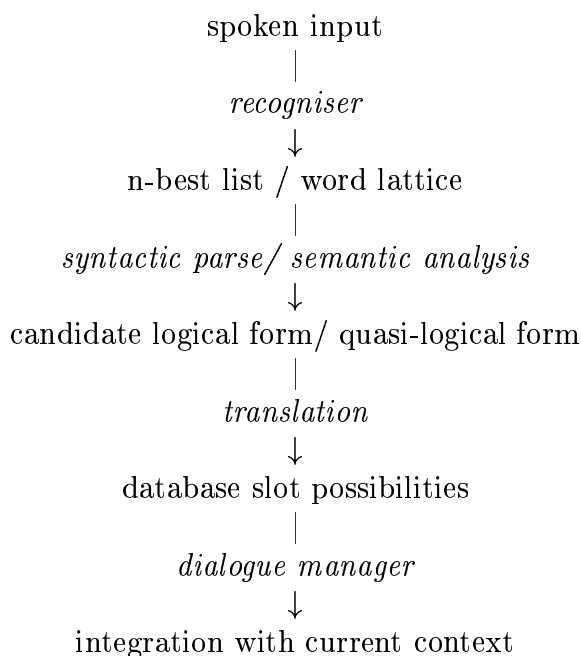 spoken input
recogniser
n-best list / word lattice
syntactic parse/ semantic analysis
candidate logical form/ quasi-logical form
translation
database slot possibilities
dialogue manager
integration with current context